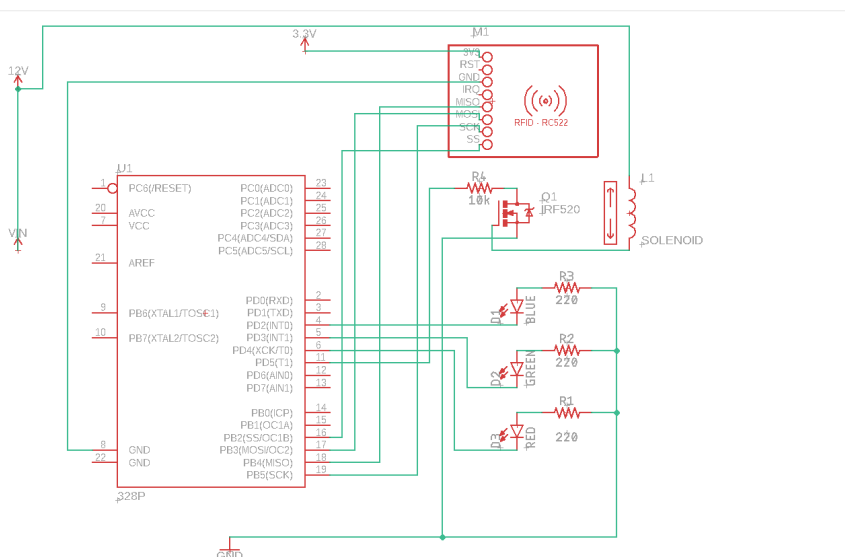 12V
VIN
3.3V
M1
3V3
RST
GND
IRQ
MISO
MOSI
SCK
SS
RFID - RC522
U1
1 PC6(/RESET)
20 AVCC
7 VCC
21 AREF
9 PB6(XTAL1/TOSC1)
10 PB7(XTAL2/TOSC2)
8 GND
22 GND
PC0(ADC0) 23
PC1(ADC1) 24
PC2(ADC2) 25
PC3(ADC3) 26
PC4(ADC4/SDA) 27
PC5(ADC5/SCL) 28
PD0(RXD) 2
PD1(TXD) 3
PD2(INT0) 4
PD3(INT1) 5
PD4(XCK/T0) 6
PD5(T1) 11
PD6(AIN0) 12
PD7(AIN1) 13
PB0(ICP) 14
PB1(OC1A) 15
PB2(SS/OC1B) 16
PB3(MOSI/OC2) 17
PB4(MISO) 18
PB5(SCK) 19
328P
R4
10k
Q1
IRF520
L1
SOLENOID
R3
220
D1
BLUE
R2
220
D2
GREEN
R1
220
D3
RED
GND